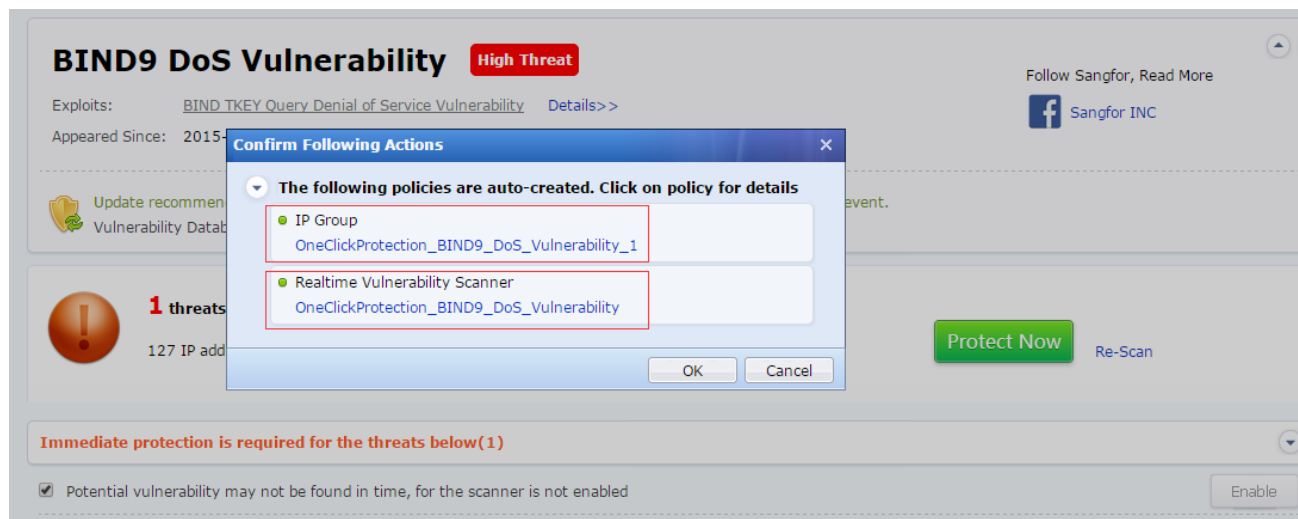 BIND9 DoS Vulnerability High Threat
Follow Sangfor, Read More
Exploits: BIND TKEY Query Denial of Service Vulnerability Details>>
Sangfor INC
Appeared Since: 2015-
Confirm Following Actions
The following policies are auto-created. Click on policy for details
Update recommen event.
Vulnerability Datab
IP Group
OneClickProtection_BIND9_DoS_Vulnerability_1
Realtime Vulnerability Scanner
OneClickProtection_BIND9_DoS_Vulnerability
1 threats
127 IP add
Protect Now Re-Scan
OK Cancel
Immediate protection is required for the threats below(1)
Potential vulnerability may not be found in time, for the scanner is not enabled Enable